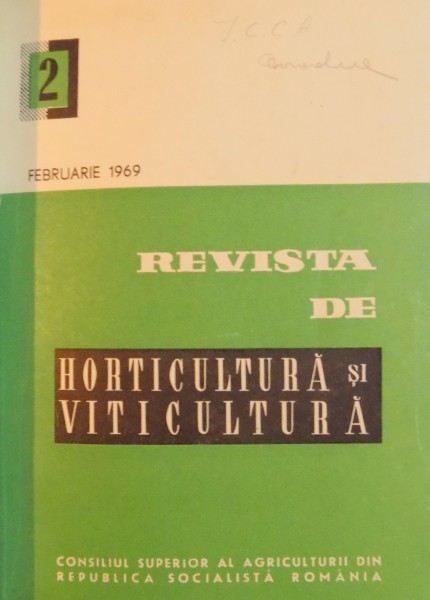 2
FEBRUARIE 1969
REVISTA
DE
HORTICULTURĂ ȘI
VITICULTURĂ
CONSILIUL SUPERIOR AL AGRICULTURII DIN
REPUBLICA SOCIALISTĂ ROMÂNIA